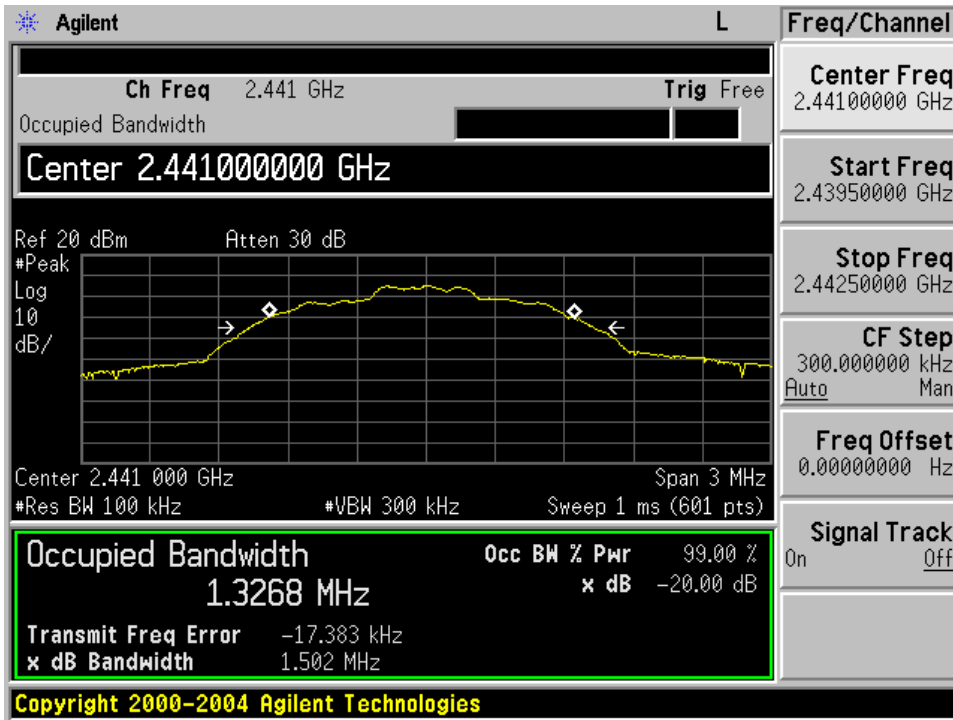 Agilent
L
Freq/Channel
Ch Freq 2.441 GHz
Trig Free
Occupied Bandwidth
Center 2.441000000 GHz
Ref 20 dBm
Atten 30 dB
#Peak
Log
10
dB/
Center 2.441 000 GHz
Span 3 MHz
#Res BW 100 kHz
#VBW 300 kHz
Sweep 1 ms (601 pts)
Occupied Bandwidth
1.3268 MHz
Occ BW % Pwr 99.00 %
x dB -20.00 dB
Transmit Freq Error -17.383 kHz
x dB Bandwidth 1.502 MHz
Center Freq
2.44100000 GHz
Start Freq
2.43950000 GHz
Stop Freq
2.44250000 GHz
CF Step
300.000000 kHz
Auto Man
Freq Offset
0.00000000 Hz
Signal Track
On Off
Copyright 2000-2004 Agilent Technologies